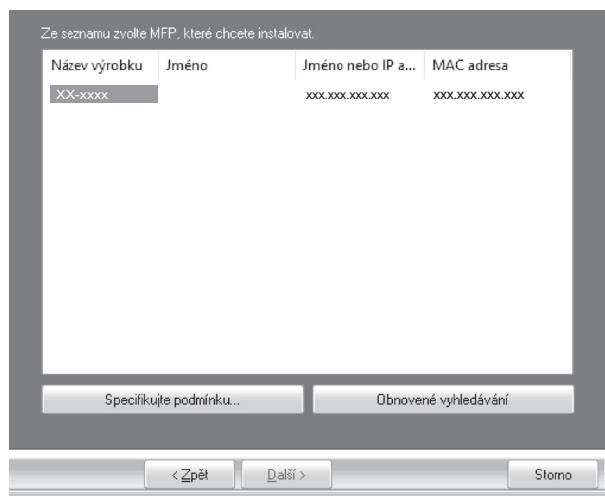 Ze seznamu zvolte MFP, které chcete instalovat.
Název výrobku Jméno Jméno nebo IP a... MAC adresa
XX-xxxx xxx.xxx.xxx.xxx xxx.xxx.xxx.xxx
Specifikujte podmínku... Obnovené vyhledávání
< Zpět Další > Storno